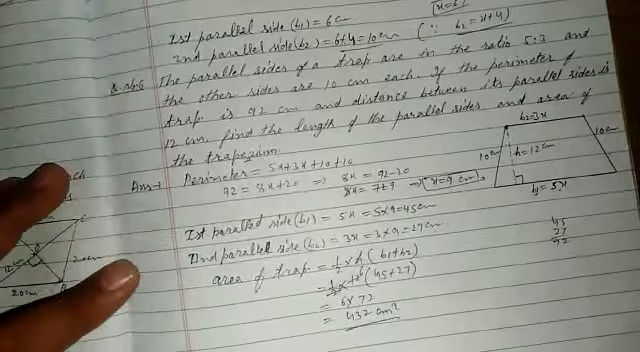 x=6
Ist parallel side (b₁) = 6cm
2nd parallel side (b₂) = 6+4 = 10cm (∵ b₂ = x+4)
Q. No. 6 The parallel sides of a trap. are in the ratio 5:3 and
the other sides are 10 cm each. If the perimeter of
trap. is 92 cm and distance between its parallel sides is
12 cm, find the length of the parallel sides and area of
the trapezium.
Ans→ Perimeter = 5x+3x+10+10
92 = 8x+20 ⇒ 8x = 92-20
8x = 72 ⇒ x=9 cm.
Ist parallel side (b₁) = 5x = 5×9 = 45cm
IInd parallel side (b₂) = 3x = 3×9 = 27cm
area of trap. = 1/2 × h (b₁+b₂)
= 1/2 × 12 (45+27)
= 6×72
= 432 cm²
b₂=3x
10cm
h=12cm
10cm
b₁=5x
45
27
C
12cm
20cm